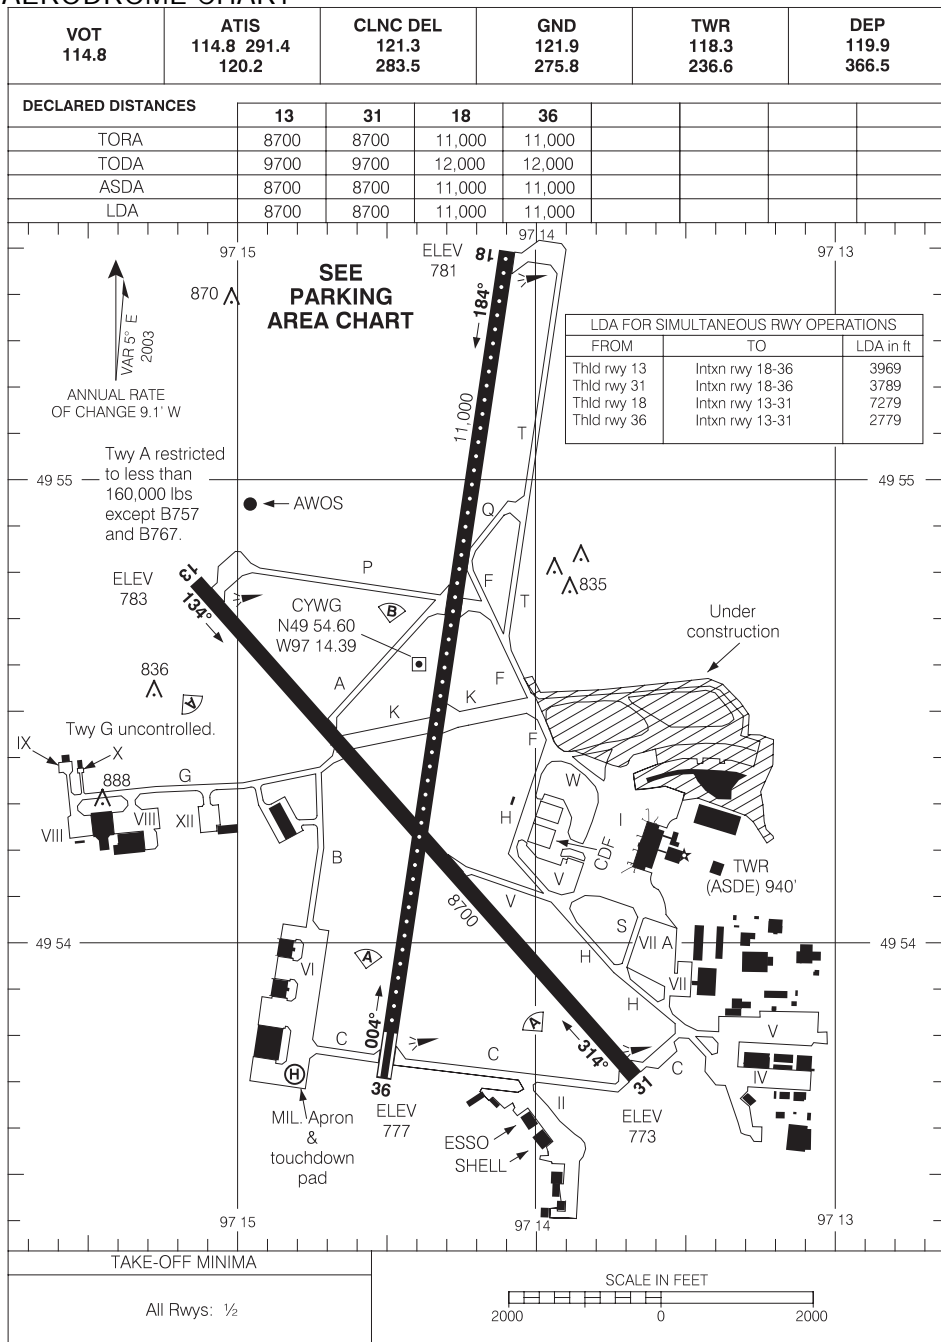 AERODROME CHART
VOT
114.8
ATIS
114.8 291.4
120.2
CLNC DEL
121.3
283.5
GND
121.9
275.8
TWR
118.3
236.6
DEP
119.9
366.5
DECLARED DISTANCES
13 31 18 36
TORA 8700 8700 11,000 11,000
TODA 9700 9700 12,000 12,000
ASDA 8700 8700 11,000 11,000
LDA 8700 8700 11,000 11,000
97 15
97 14
97 13
ELEV
781
18
184°
SEE
PARKING
AREA CHART
870
VAR 5° E
2003
ANNUAL RATE
OF CHANGE 9.1' W
LDA FOR SIMULTANEOUS RWY OPERATIONS
FROM TO LDA in ft
Thld rwy 13 Intxn rwy 18-36 3969
Thld rwy 31 Intxn rwy 18-36 3789
Thld rwy 18 Intxn rwy 13-31 7279
Thld rwy 36 Intxn rwy 13-31 2779
11,000
T
Twy A restricted
to less than
160,000 lbs
except B757
and B767.
49 55
49 55
AWOS
Q
ELEV
783
13
134°
P
F
T
835
CYWG
N49 54.60
W97 14.39
B
Under
construction
836
A
A
K
K
F
F
Twy G uncontrolled.
IX
X
G
888
VIII
VIII
XII
W
H
I
CDF
V
B
TWR
(ASDE) 940'
8700
V
S
VII A
49 54
49 54
VI
A
H
VII
H
004°
A
314°
V
C
C
C
IV
H
36
31
II
MIL. Apron
&
touchdown
pad
ELEV
777
ELEV
773
ESSO
SHELL
97 15
97 14
97 13
TAKE-OFF MINIMA
All Rwys: ½
SCALE IN FEET
2000 0 2000